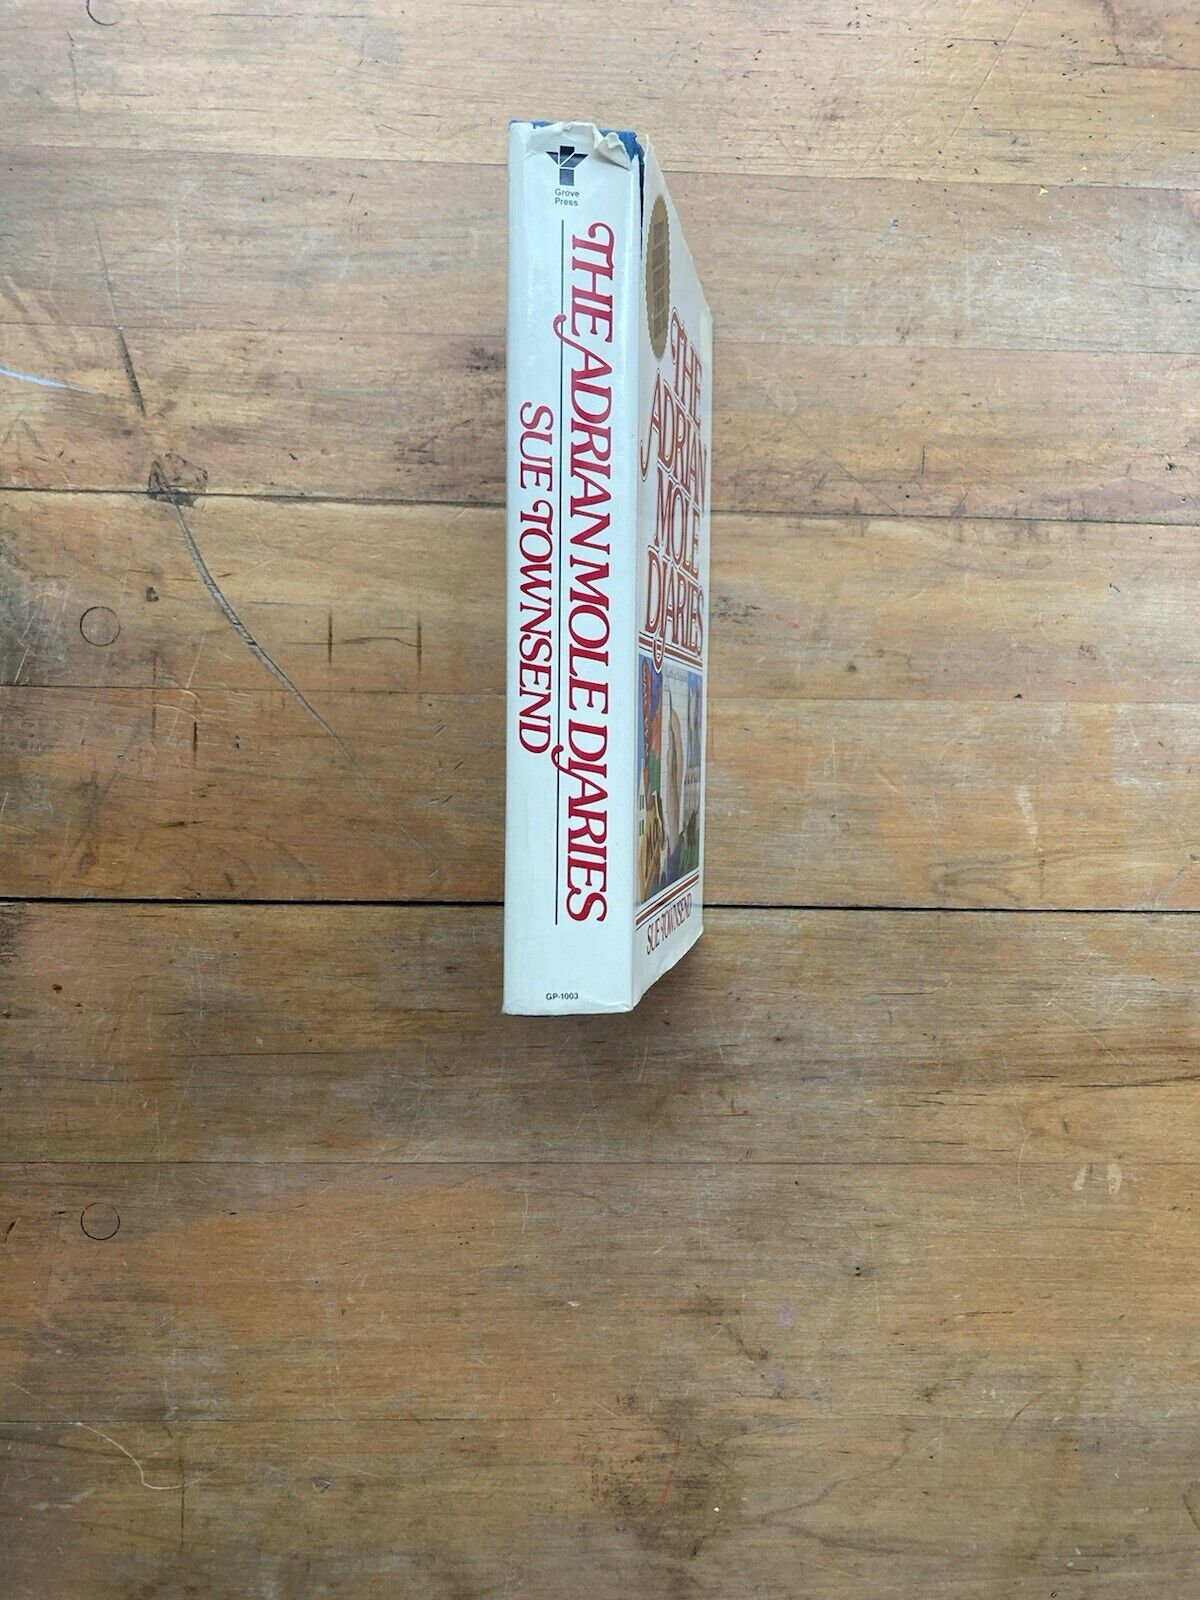 Grove
Press
THE ADRIAN MOLE DIARIES
SUE TOWNSEND
GP-1003
THE
ADRIAN
MOLE
DIARIES
SUE TOWNSEND